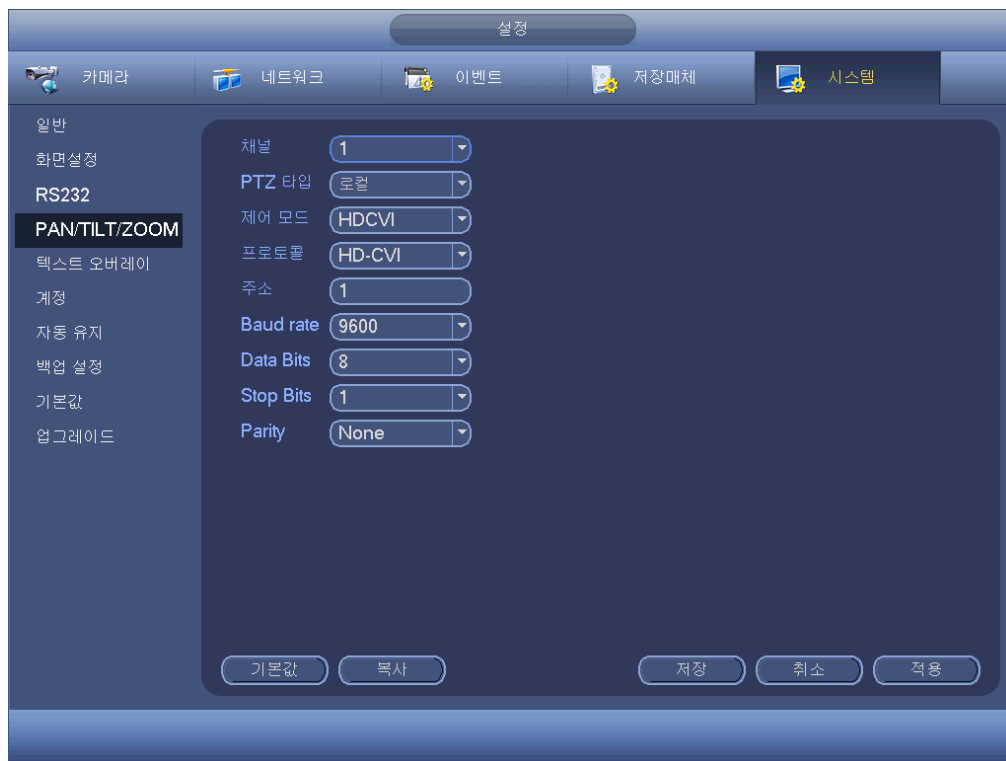 설정
카메라 네트워크 이벤트 저장매체 시스템
일반
화면설정
RS232
PAN/TILT/ZOOM
텍스트 오버레이
계정
자동 유지
백업 설정
기본값
업그레이드
채널 1
PTZ 타입 로컬
제어 모드 HDCVI
프로토콜 HD-CVI
주소 1
Baud rate 9600
Data Bits 8
Stop Bits 1
Parity None
기본값 복사 저장 취소 적용